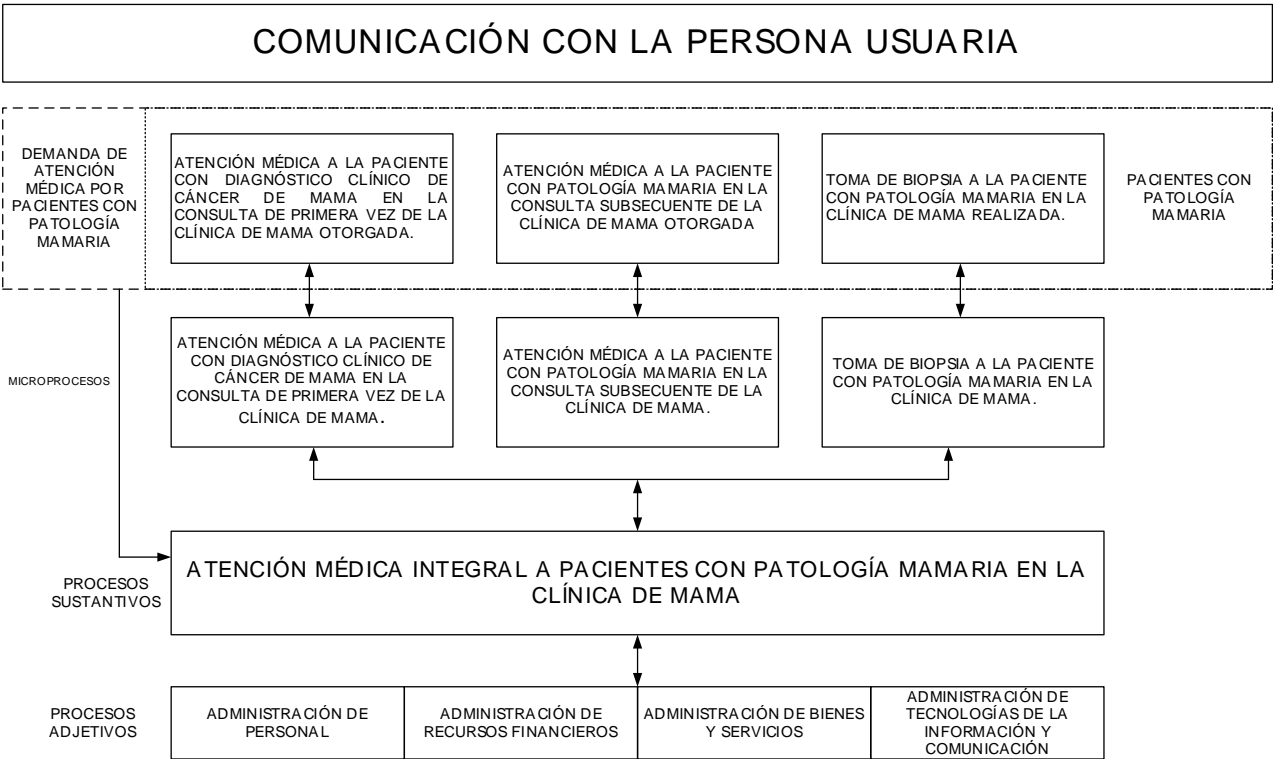 COMUNICACIÓN CON LA PERSONA USUARIA
DEMANDA DE
ATENCIÓN
MÉDICA POR
PACIENTES CON
PATOLOGÍA
MAMARIA
ATENCIÓN MÉDICA A LA PACIENTE
CON DIAGNÓSTICO CLÍNICO DE
CÁNCER DE MAMA EN LA
CONSULTA DE PRIMERA VEZ DE LA
CLÍNICA DE MAMA OTORGADA.
ATENCIÓN MÉDICA A LA PACIENTE
CON PATOLOGÍA MAMARIA EN LA
CONSULTA SUBSECUENTE DE LA
CLÍNICA DE MAMA OTORGADA
TOMA DE BIOPSIA A LA PACIENTE
CON PATOLOGÍA MAMARIA EN LA
CLÍNICA DE MAMA REALIZADA.
PACIENTES CON
PATOLOGÍA
MAMARIA
MICROPROCESOS
ATENCIÓN MÉDICA A LA PACIENTE
CON DIAGNÓSTICO CLÍNICO DE
CÁNCER DE MAMA EN LA
CONSULTA DE PRIMERA VEZ DE LA
CLÍNICA DE MAMA.
ATENCIÓN MÉDICA A LA PACIENTE
CON PATOLOGÍA MAMARIA EN LA
CONSULTA SUBSECUENTE DE LA
CLÍNICA DE MAMA.
TOMA DE BIOPSIA A LA PACIENTE
CON PATOLOGÍA MAMARIA EN LA
CLÍNICA DE MAMA.
PROCESOS
SUSTANTIVOS
ATENCIÓN MÉDICA INTEGRAL A PACIENTES CON PATOLOGÍA MAMARIA EN LA
CLÍNICA DE MAMA
PROCESOS
ADJETIVOS
ADMINISTRACIÓN DE
PERSONAL
ADMINISTRACIÓN DE
RECURSOS FINANCIEROS
ADMINISTRACIÓN DE BIENES
Y SERVICIOS
ADMINISTRACIÓN DE
TECNOLOGÍAS DE LA
INFORMACIÓN Y
COMUNICACIÓN